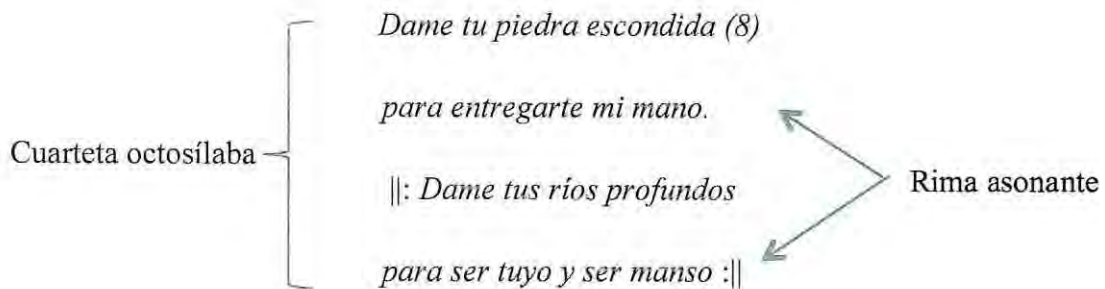 Dame tu piedra escondida (8)
para entregarte mi mano.
Cuarteta octosílaba
||: Dame tus ríos profundos
Rima asonante
para ser tuyo y ser manso :||